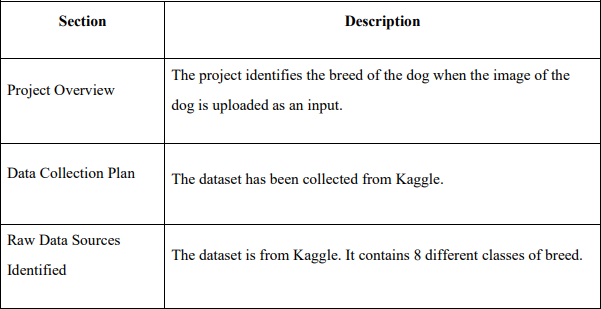 Section
Description
Project Overview
The project identifies the breed of the dog when the image of the
dog is uploaded as an input.
Data Collection Plan
The dataset has been collected from Kaggle.
Raw Data Sources
Identified
The dataset is from Kaggle. It contains 8 different classes of breed.